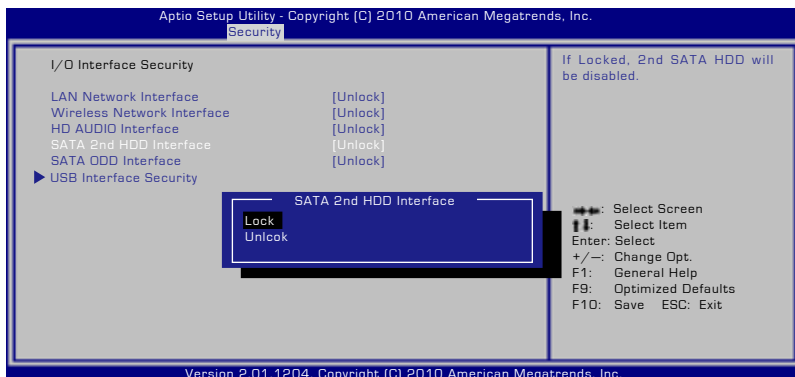 Aptio Setup Utility - Copyright (C) 2010 American Megatrends, Inc.
Security
I/O Interface Security
LAN Network Interface [Unlock]
Wireless Network Interface [Unlock]
HD AUDIO Interface [Unlock]
SATA 2nd HDD Interface [Unlock]
SATA ODD Interface [Unlock]
USB Interface Security
SATA 2nd HDD Interface
Lock
Unlcok
If Locked, 2nd SATA HDD will
be disabled.
→←: Select Screen
↑↓: Select Item
Enter: Select
+/—: Change Opt.
F1: General Help
F9: Optimized Defaults
F10: Save ESC: Exit
Version 2.01.1204. Copyright (C) 2010 American Megatrends, Inc.